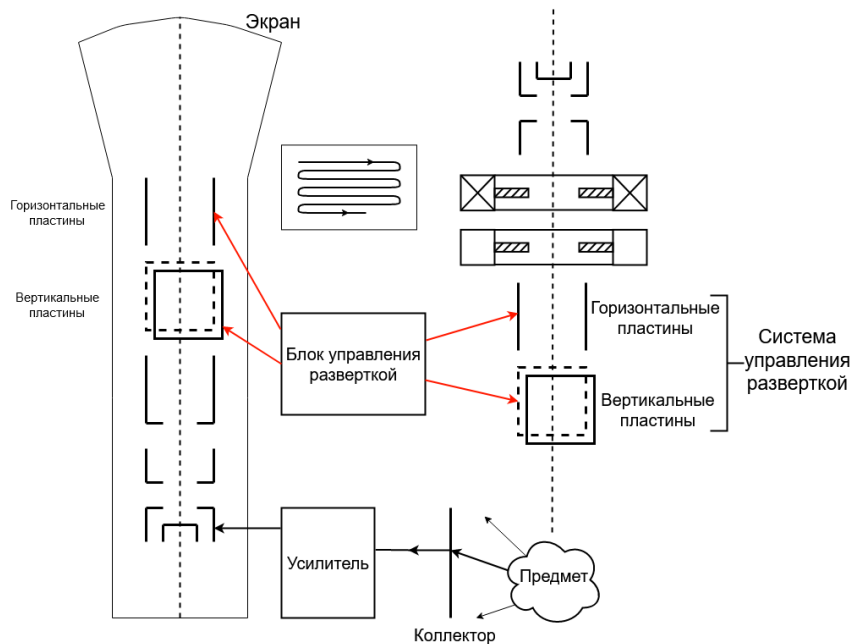 Экран
Горизонтальные
пластины
Вертикальные
пластины
Блок управления
разверткой
Горизонтальные
пластины
Вертикальные
пластины
Система
управления
разверткой
Усилитель
Коллектор
Предмет